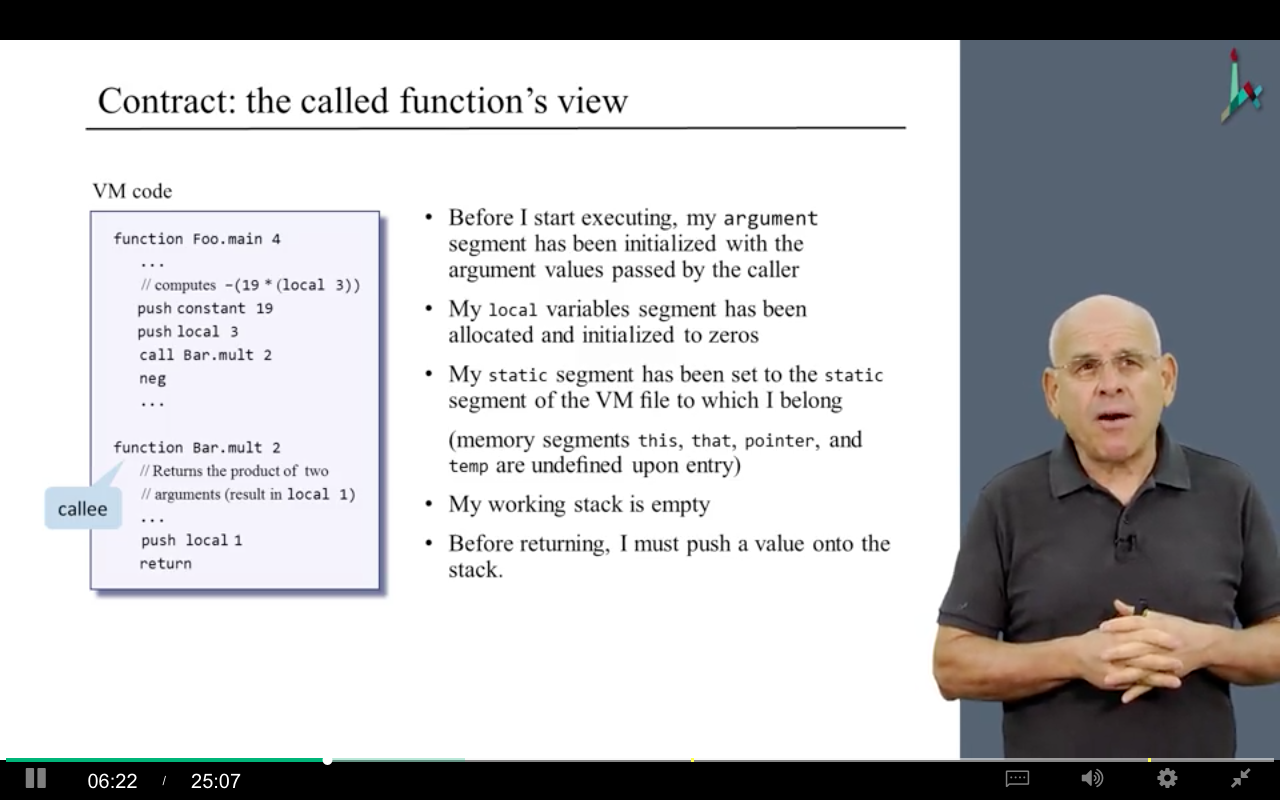 Contract: the called function’s view
VM code
function Foo.main 4
...
// computes -(19 * (local 3))
push constant 19
push local 3
call Bar.mult 2
neg
...
function Bar.mult 2
// Returns the product of two
// arguments (result in local 1)
...
push local 1
return
callee
• Before I start executing, my argument
segment has been initialized with the
argument values passed by the caller
• My local variables segment has been
allocated and initialized to zeros
• My static segment has been set to the static
segment of the VM file to which I belong
(memory segments this, that, pointer, and
temp are undefined upon entry)
• My working stack is empty
• Before returning, I must push a value onto the
stack.
06:22 / 25:07